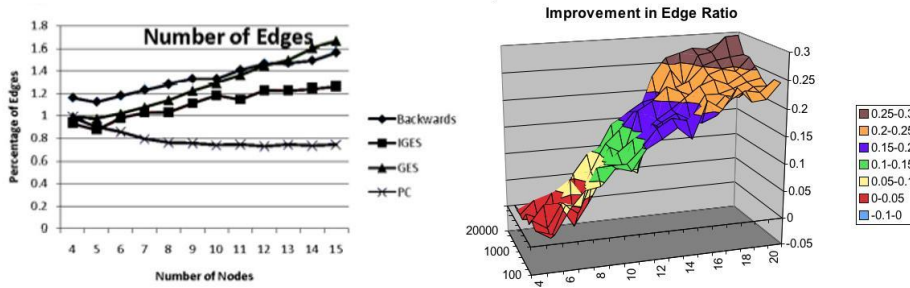 Number of Edges
1.8
1.6
1.4
1.2
1
0.8
0.6
0.4
0.2
0
Percentage of Edges
4 5 6 7 8 9 10 11 12 13 14 15
Number of Nodes
Backwards
IGES
GES
PC
Improvement in Edge Ratio
0.3
0.25
0.2
0.15
0.1
0.05
0
-0.05
20000
1000
100
4 6 8 10 12 14 16 18 20
0.25-0.3
0.2-0.25
0.15-0.2
0.1-0.15
0.05-0.1
0-0.05
-0.1-0